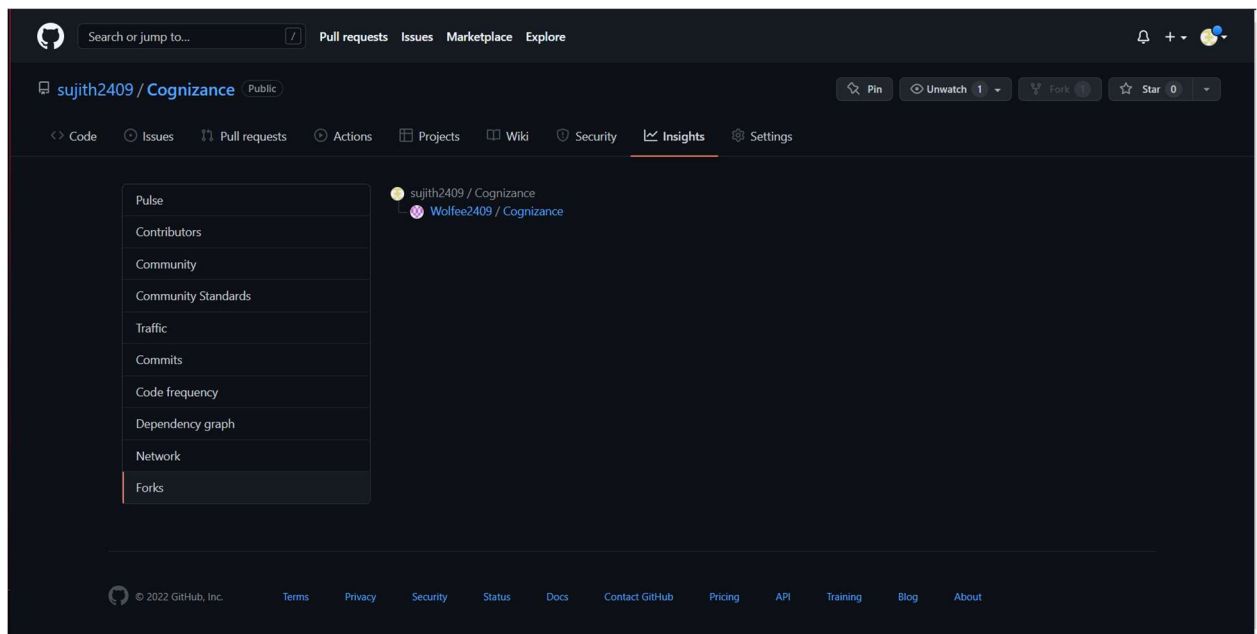 Search or jump to... / Pull requests Issues Marketplace Explore
sujith2409 / Cognizance Public Pin Unwatch 1 Fork 1 Star 0
Code Issues Pull requests Actions Projects Wiki Security Insights Settings
Pulse
Contributors
Community
Community Standards
Traffic
Commits
Code frequency
Dependency graph
Network
Forks
sujith2409 / Cognizance
Wolfee2409 / Cognizance
© 2022 GitHub, Inc. Terms Privacy Security Status Docs Contact GitHub Pricing API Training Blog About